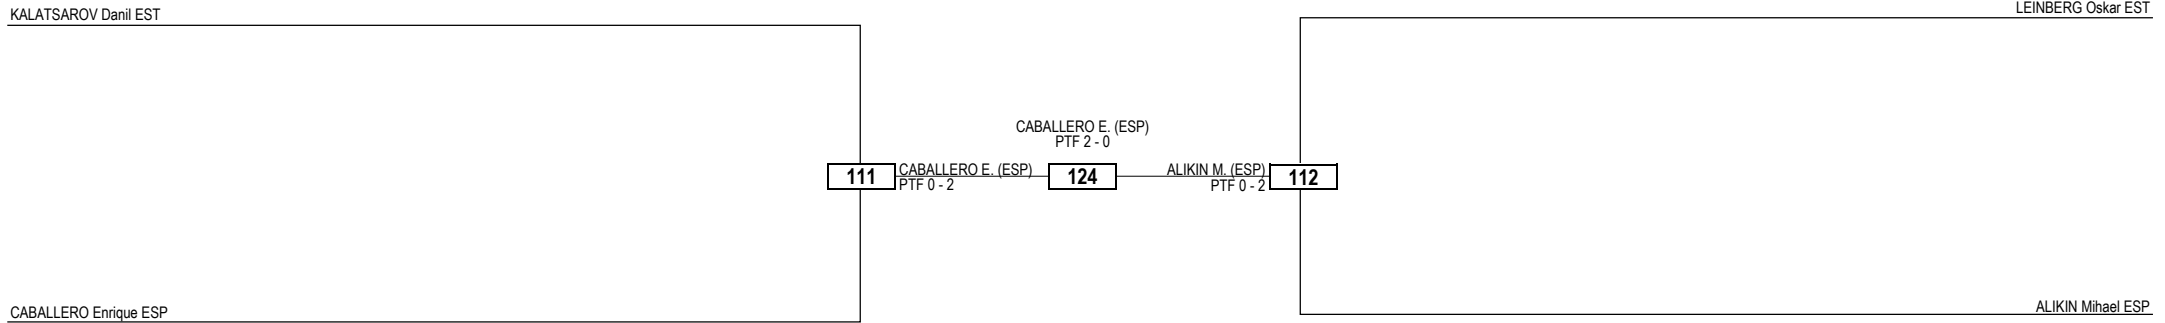 KALATSAROV Danil EST
LEINBERG Oskar EST
CABALLERO E. (ESP)
PTF 2 - 0
111
CABALLERO E. (ESP)
PTF 0 - 2
124
ALIKIN M. (ESP)
PTF 0 - 2
112
CABALLERO Enrique ESP
ALIKIN Mihael ESP